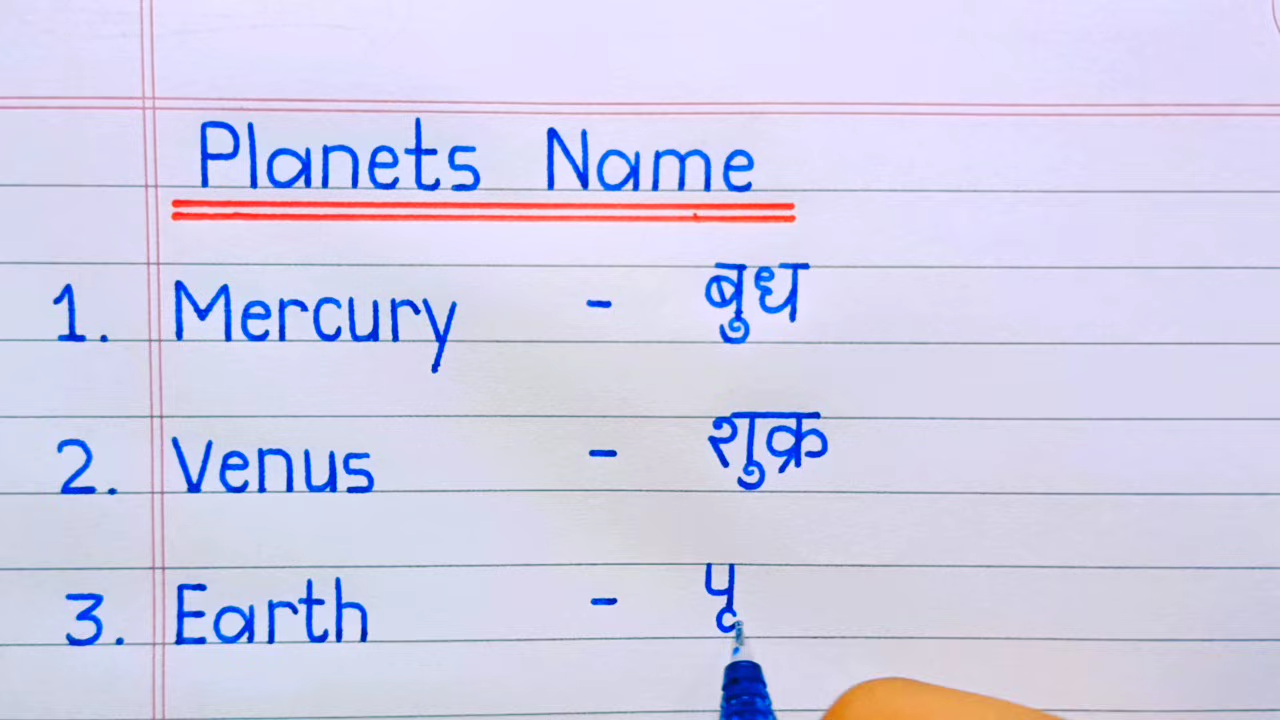 Planets Name
1. Mercury - बुध
2. Venus - शुक्र
3. Earth - पृ